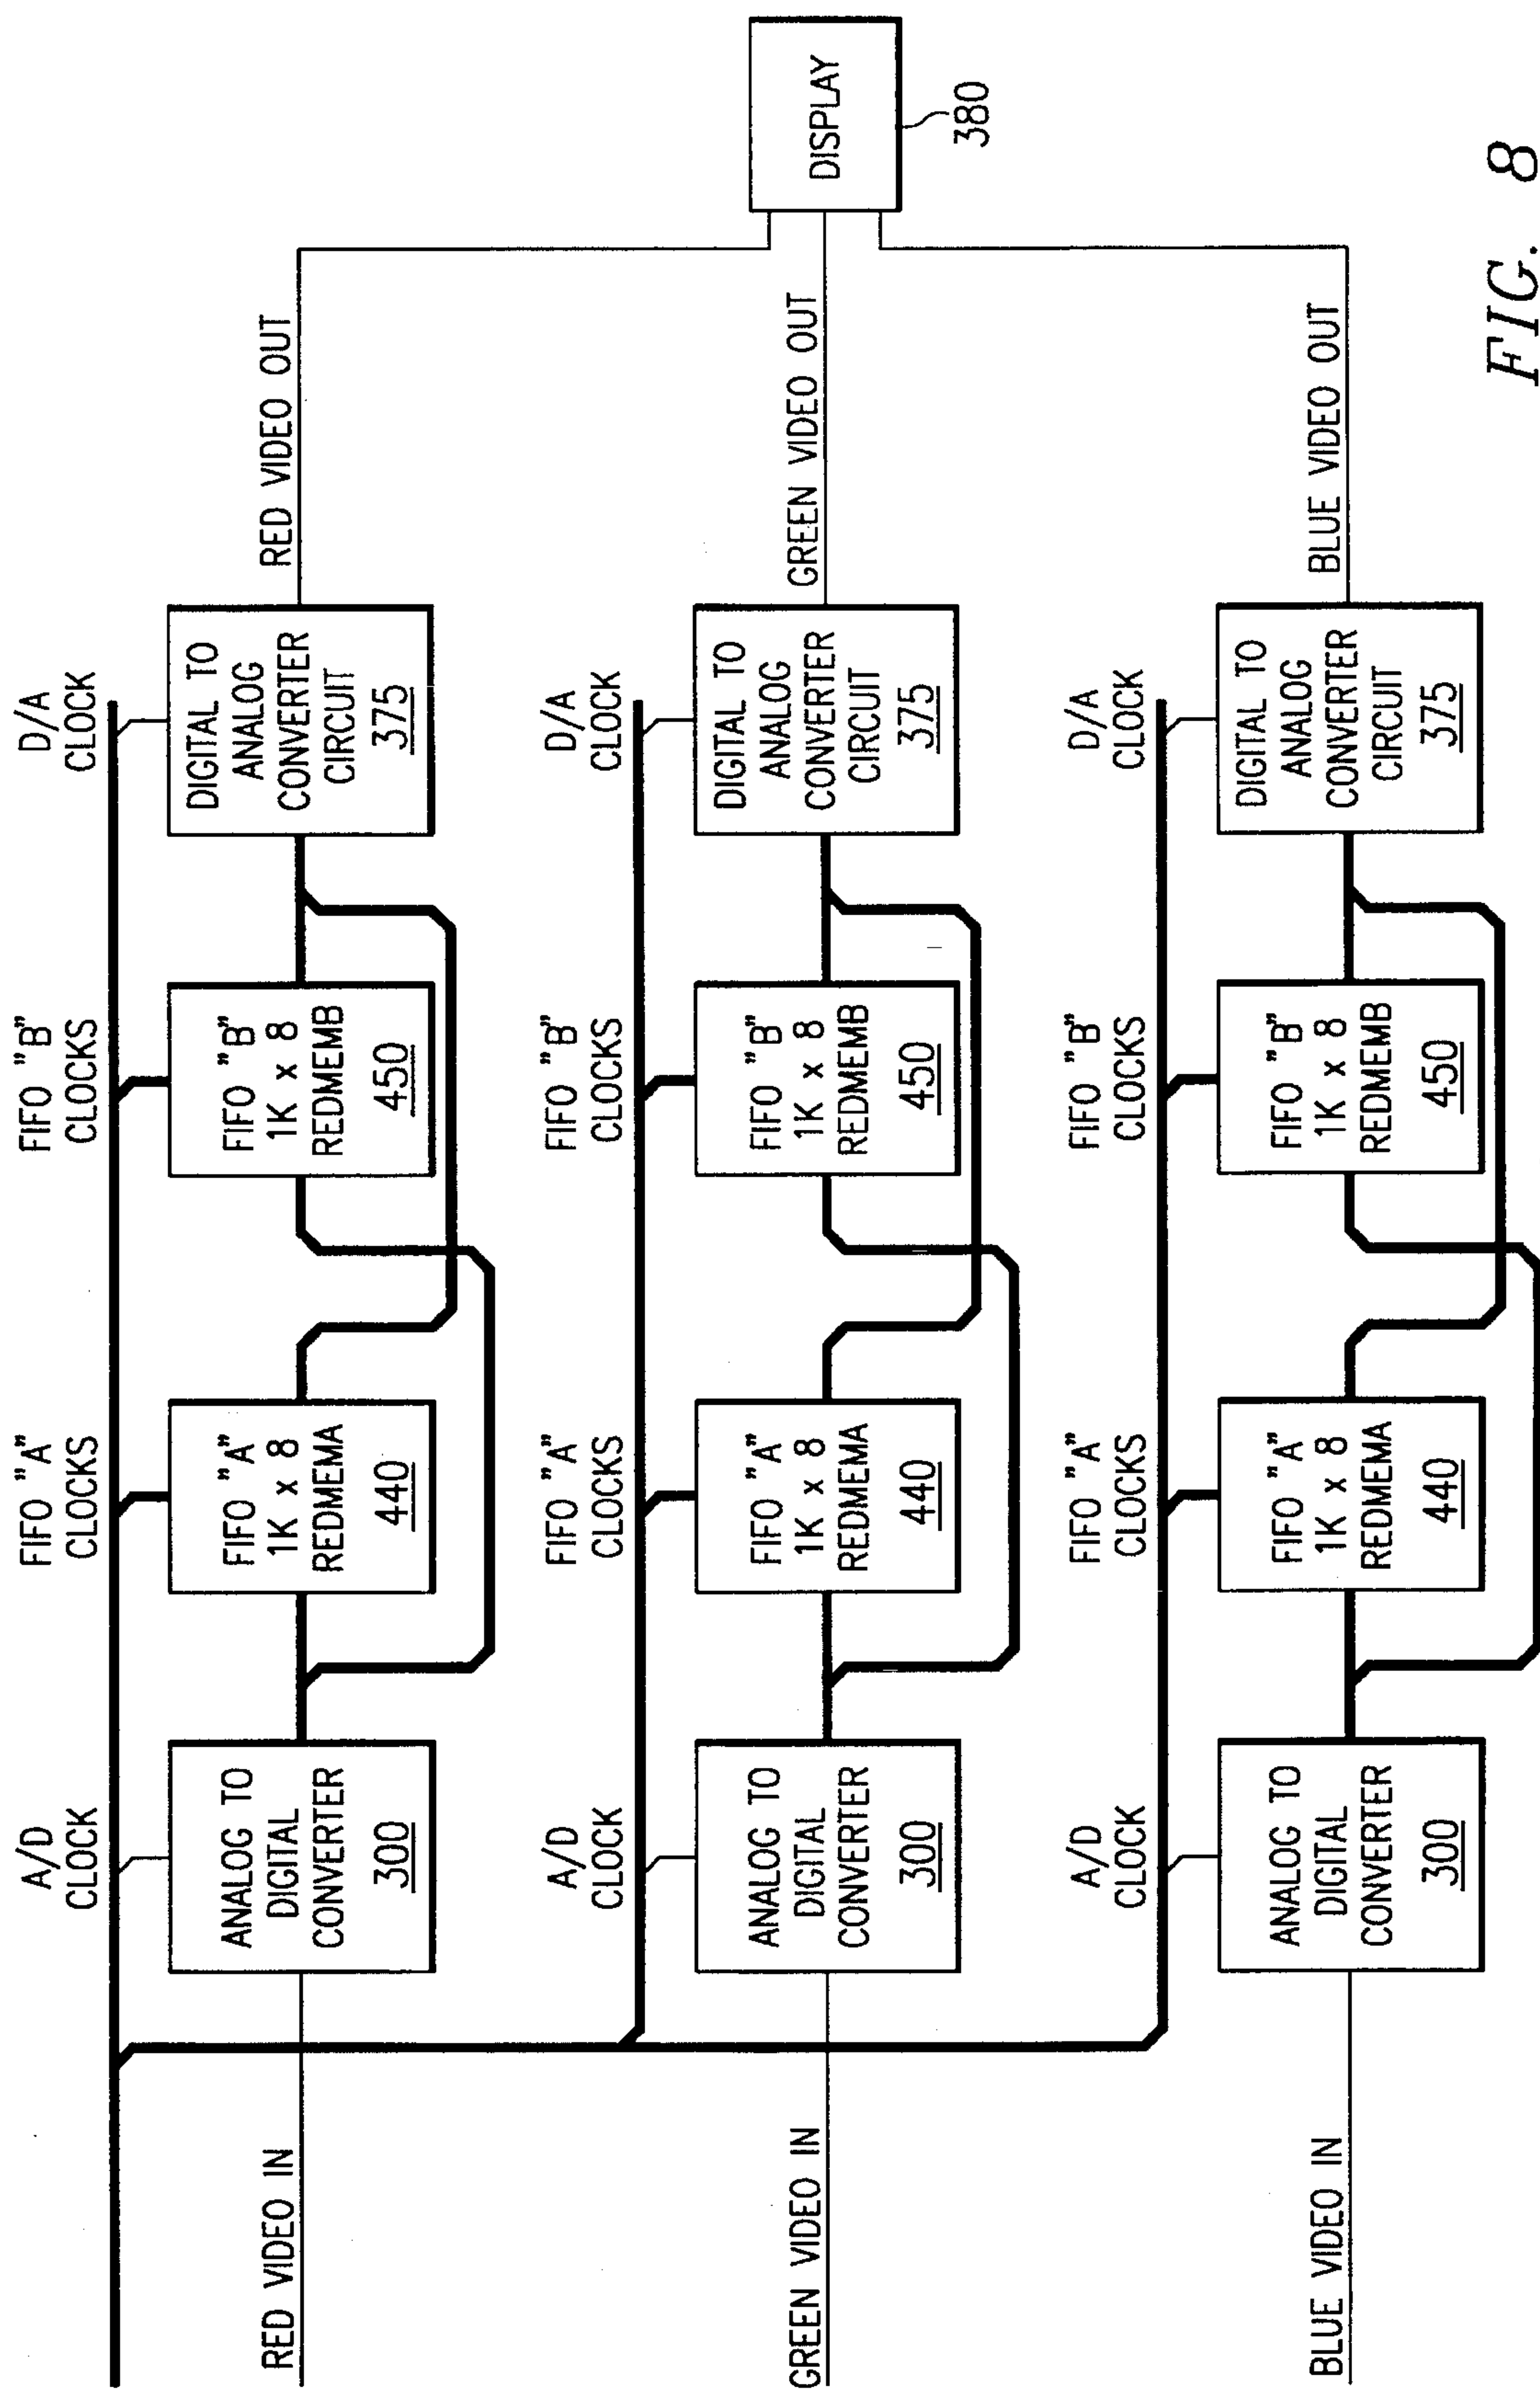 A/D
CLOCK
FIFO "A"
CLOCKS
FIFO "B"
CLOCKS
D/A
CLOCK
RED VIDEO IN
ANALOG TO
DIGITAL
CONVERTER
300
FIFO "A"
1K x 8
REDMEMA
440
FIFO "B"
1K x 8
REDMEMB
450
DIGITAL TO
ANALOG
CONVERTER
CIRCUIT
375
RED VIDEO OUT
A/D
CLOCK
FIFO "A"
CLOCKS
FIFO "B"
CLOCKS
D/A
CLOCK
GREEN VIDEO IN
ANALOG TO
DIGITAL
CONVERTER
300
FIFO "A"
1K x 8
REDMEMA
440
FIFO "B"
1K x 8
REDMEMB
450
DIGITAL TO
ANALOG
CONVERTER
CIRCUIT
375
GREEN VIDEO OUT
DISPLAY
380
A/D
CLOCK
FIFO "A"
CLOCKS
FIFO "B"
CLOCKS
D/A
CLOCK
BLUE VIDEO IN
ANALOG TO
DIGITAL
CONVERTER
300
FIFO "A"
1K x 8
REDMEMA
440
FIFO "B"
1K x 8
REDMEMB
450
DIGITAL TO
ANALOG
CONVERTER
CIRCUIT
375
BLUE VIDEO OUT
FIG. 8